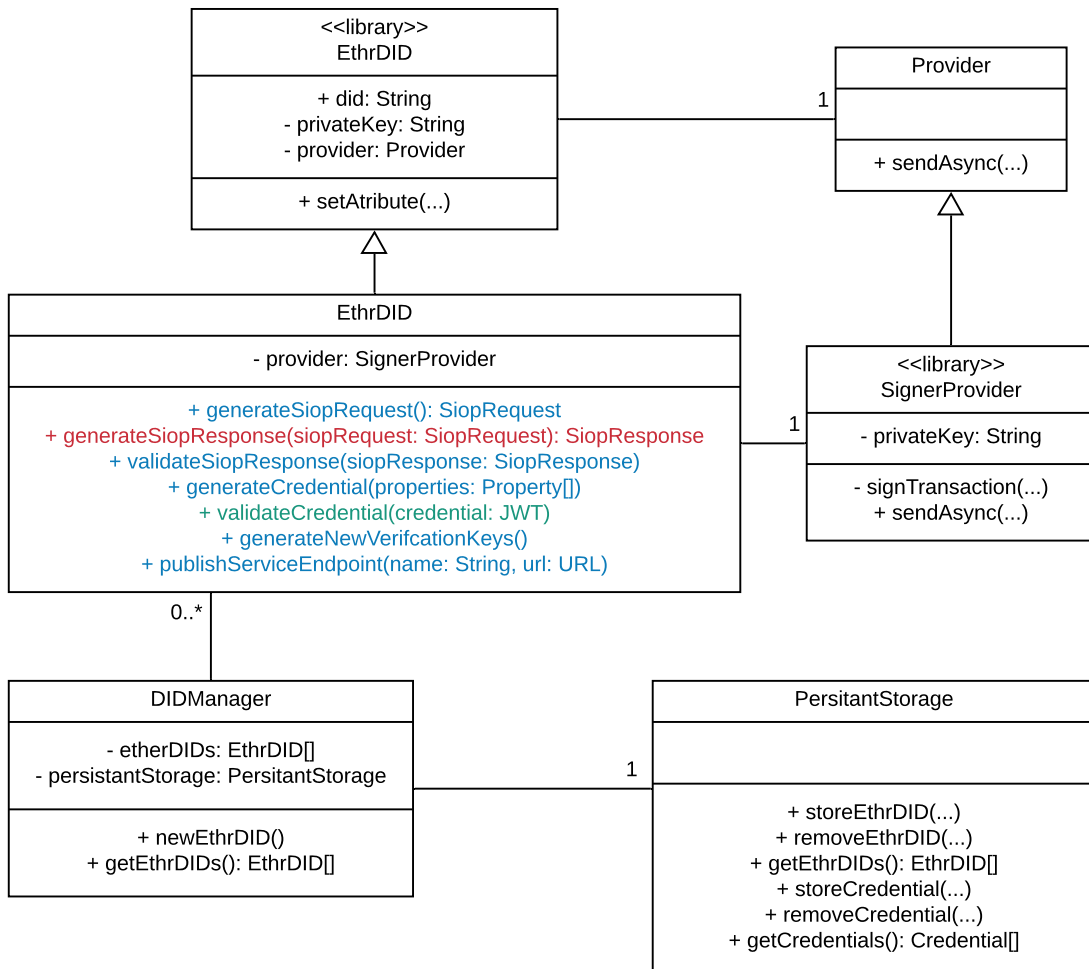 <<library>>
EthrDID
+ did: String
- privateKey: String
- provider: Provider
+ setAtribute(...)
1
Provider
+ sendAsync(...)
EthrDID
- provider: SignerProvider
+ generateSiopRequest(): SiopRequest
+ generateSiopResponse(siopRequest: SiopRequest): SiopResponse
+ validateSiopResponse(siopResponse: SiopResponse)
+ generateCredential(properties: Property[])
+ validateCredential(credential: JWT)
+ generateNewVerifcationKeys()
+ publishServiceEndpoint(name: String, url: URL)
1
<<library>>
SignerProvider
- privateKey: String
- signTransaction(...)
+ sendAsync(...)
0..*
DIDManager
- etherDIDs: EthrDID[]
- persistantStorage: PersitantStorage
+ newEthrDID()
+ getEthrDIDs(): EthrDID[]
1
PersitantStorage
+ storeEthrDID(...)
+ removeEthrDID(...)
+ getEthrDIDs(): EthrDID[]
+ storeCredential(...)
+ removeCredential(...)
+ getCredentials(): Credential[]